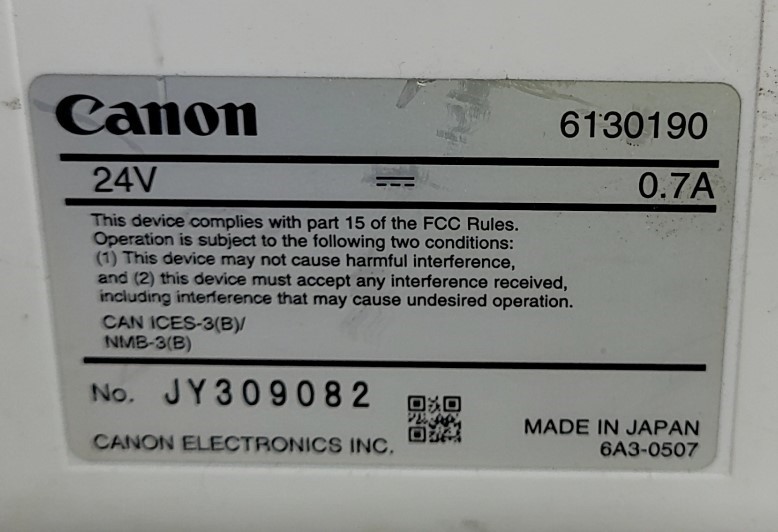 Canon 6130190
24V 0.7A
This device complies with part 15 of the FCC Rules.
Operation is subject to the following two conditions:
(1) This device may not cause harmful interference,
and (2) this device must accept any interference received,
including interference that may cause undesired operation.
CAN ICES-3(B)/
NMB-3(B)
No. JY309082
MADE IN JAPAN
CANON ELECTRONICS INC. 6A3-0507